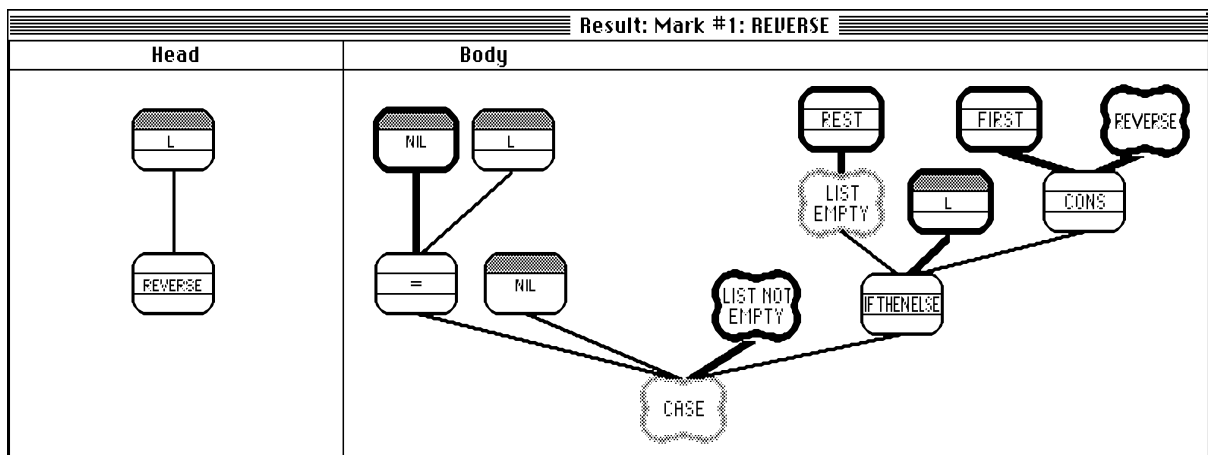 Result: Mark #1: REVERSE
Head
Body
L
REVERSE
NIL
L
REST
FIRST
REVERSE
LIST
EMPTY
L
CONS
=
NIL
LIST NOT
EMPTY
IFTHENELSE
CASE